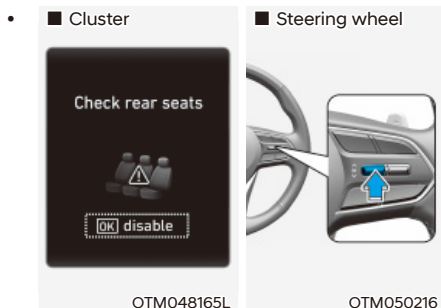 • ■ Cluster
■ Steering wheel
Check rear seats
OK disable
OTM048165L
OTM050216